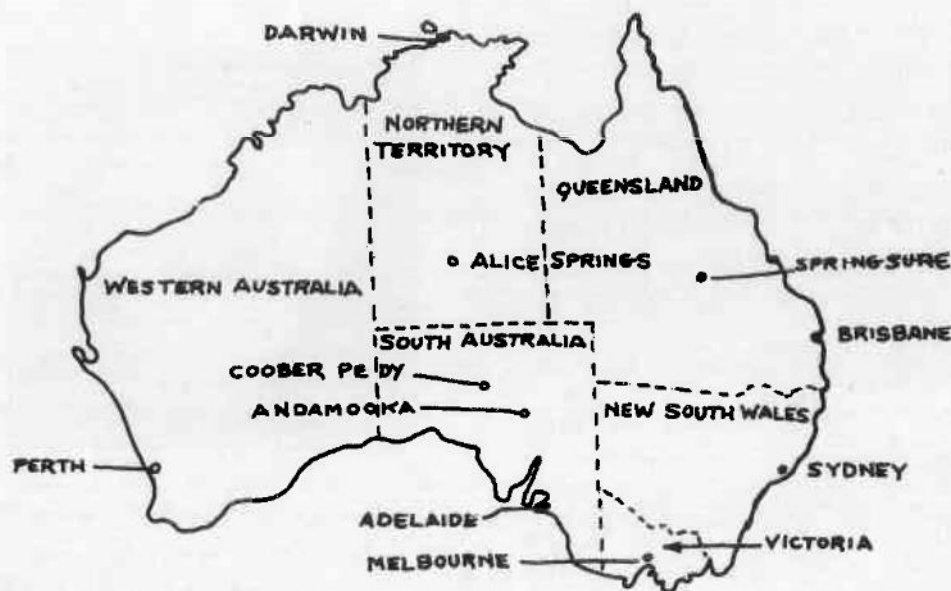 DARWIN
NORTHERN
TERRITORY
QUEENSLAND
ALICE SPRINGS
SPRINGSURE
WESTERN AUSTRALIA
SOUTH AUSTRALIA
BRISBANE
COOBER PEDY
ANDAMOOKA
NEW SOUTH WALES
PERTH
SYDNEY
ADELAIDE
VICTORIA
MELBOURNE